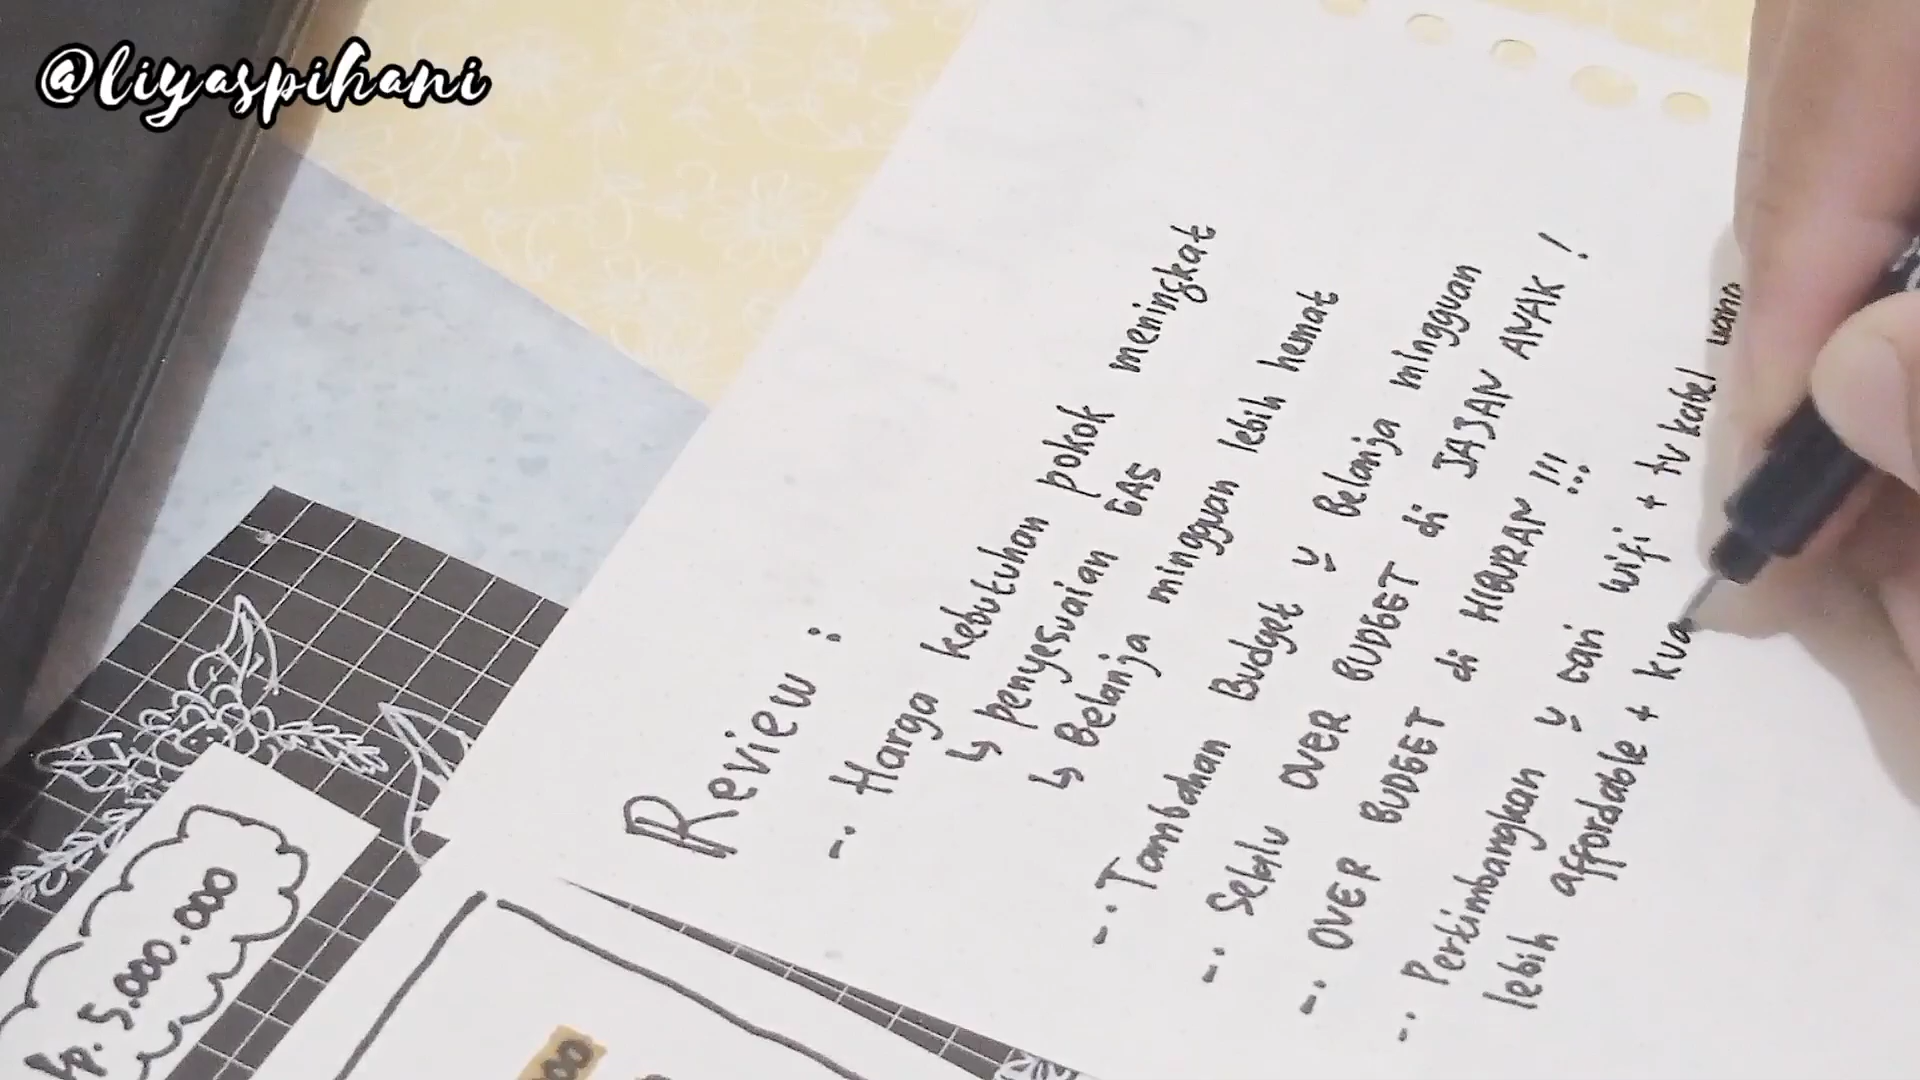 @liyaspihani
Review :
-. Harga kebutuhan pokok meningkat
↳ penyesuaian GAS
↳ Belanja mingguan lebih hemat
-. Tambahan Budget u Belanja mingguan
-. Selalu OVER BUDGET di JAJAN ANAK !
-. OVER BUDGET di HIBURAN !!!
-. Pertimbangkan u cari wifi + tv kabel
lebih affordable + kua
Rp. 5.000.000